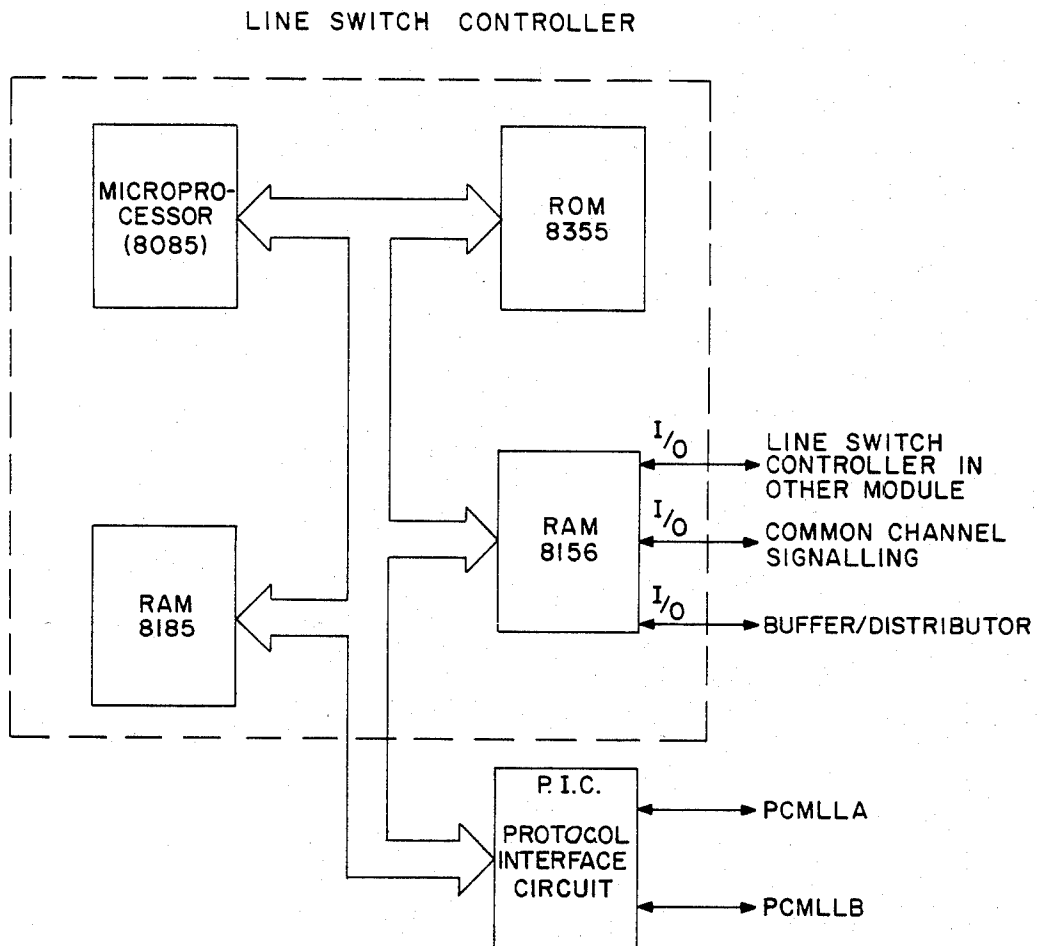 LINE SWITCH CONTROLLER
MICROPRO-
CESSOR
(8085)
ROM
8355
RAM
8185
RAM
8156
I/O
LINE SWITCH
CONTROLLER IN
OTHER MODULE
I/O
COMMON CHANNEL
SIGNALLING
I/O
BUFFER/DISTRIBUTOR
P.I.C.
PROTOCOL
INTERFACE
CIRCUIT
PCMLLA
PCMLLB